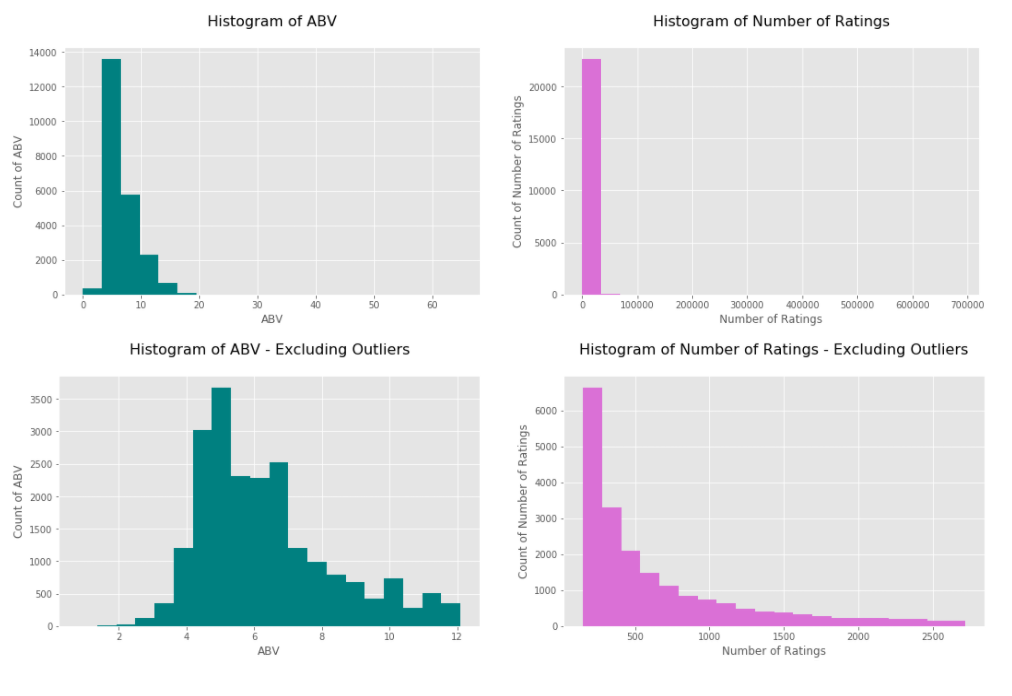 Histogram of ABV
14000
12000
10000
8000
6000
4000
2000
0
Count of ABV
0 10 20 30 40 50 60
ABV
Histogram of Number of Ratings
20000
15000
10000
5000
0
Count of Number of Ratings
0 100000 200000 300000 400000 500000 600000 700000
Number of Ratings
Histogram of ABV - Excluding Outliers
3500
3000
2500
2000
1500
1000
500
0
Count of ABV
2 4 6 8 10 12
ABV
Histogram of Number of Ratings - Excluding Outliers
6000
5000
4000
3000
2000
1000
0
Count of Number of Ratings
500 1000 1500 2000 2500
Number of Ratings